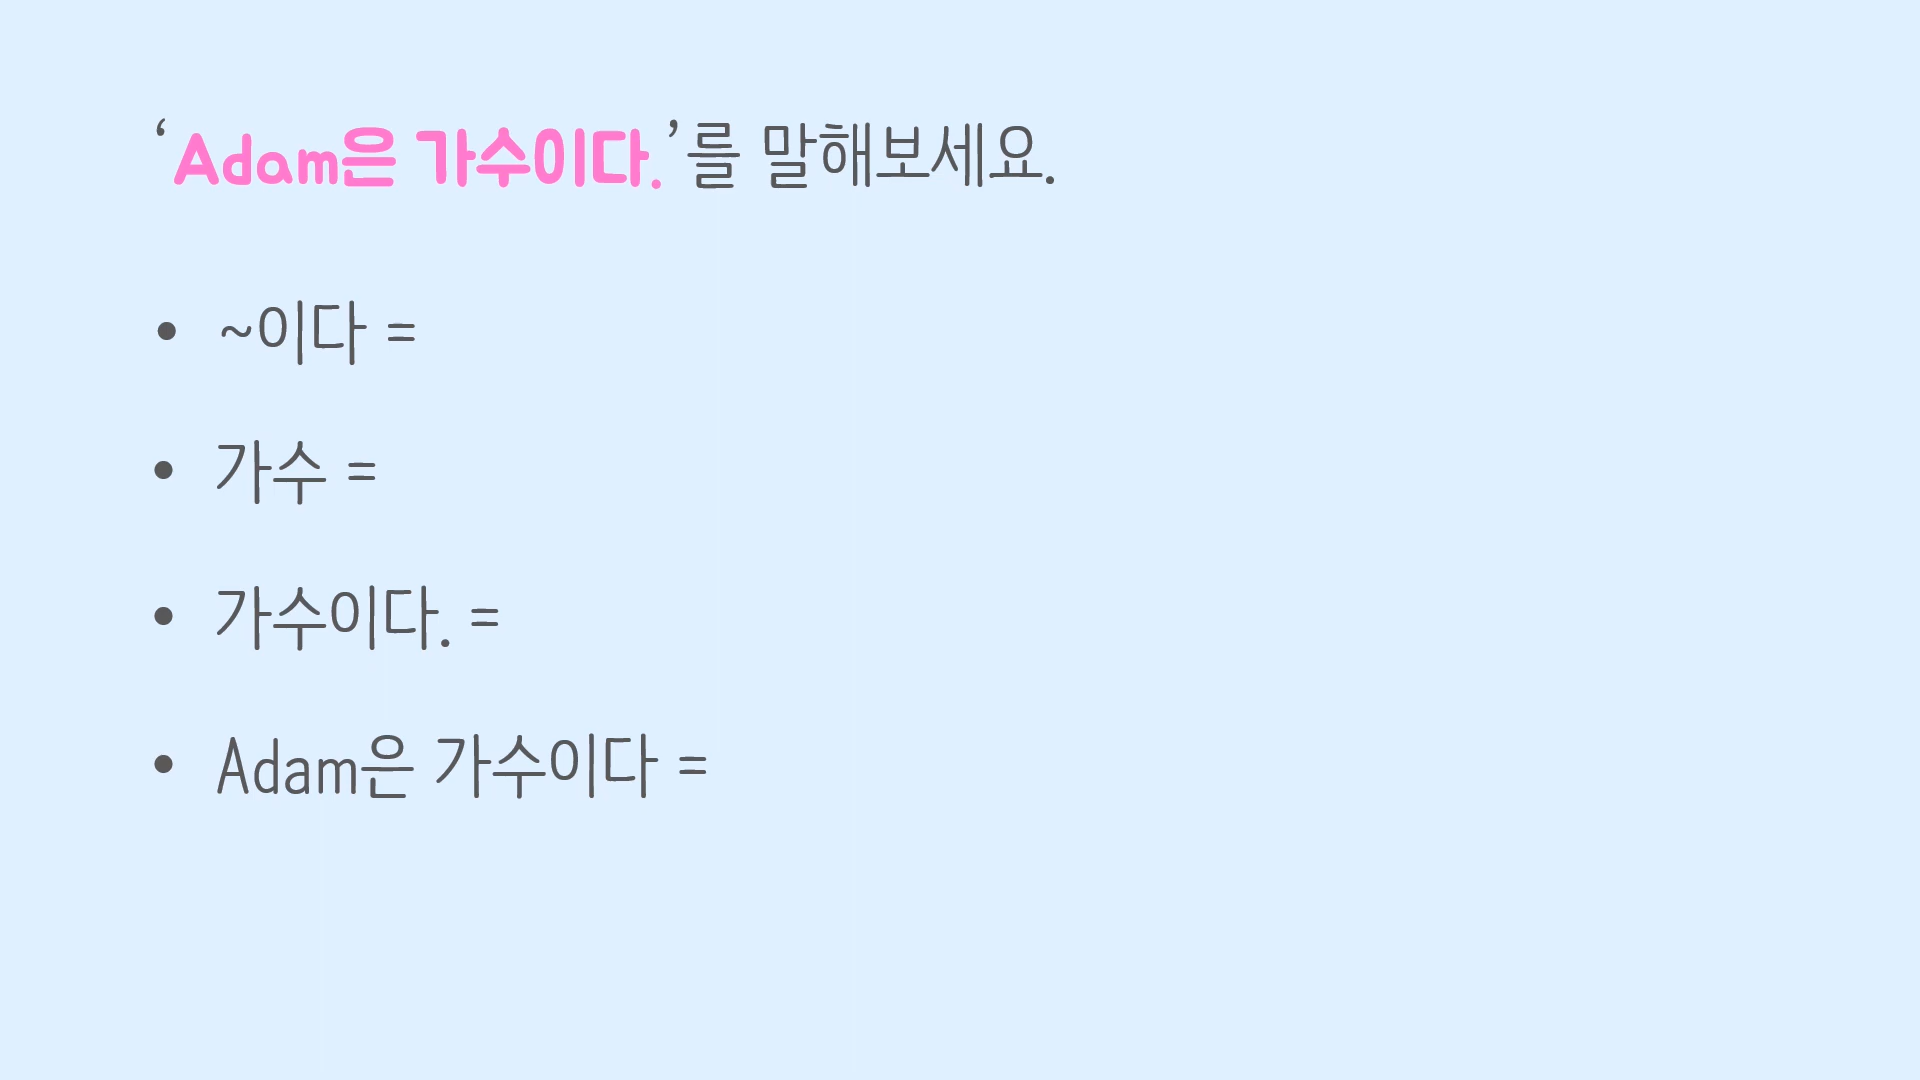 ‘Adam은 가수이다.’를 말해보세요.
• ~이다 =
• 가수 =
• 가수이다. =
• Adam은 가수이다 =